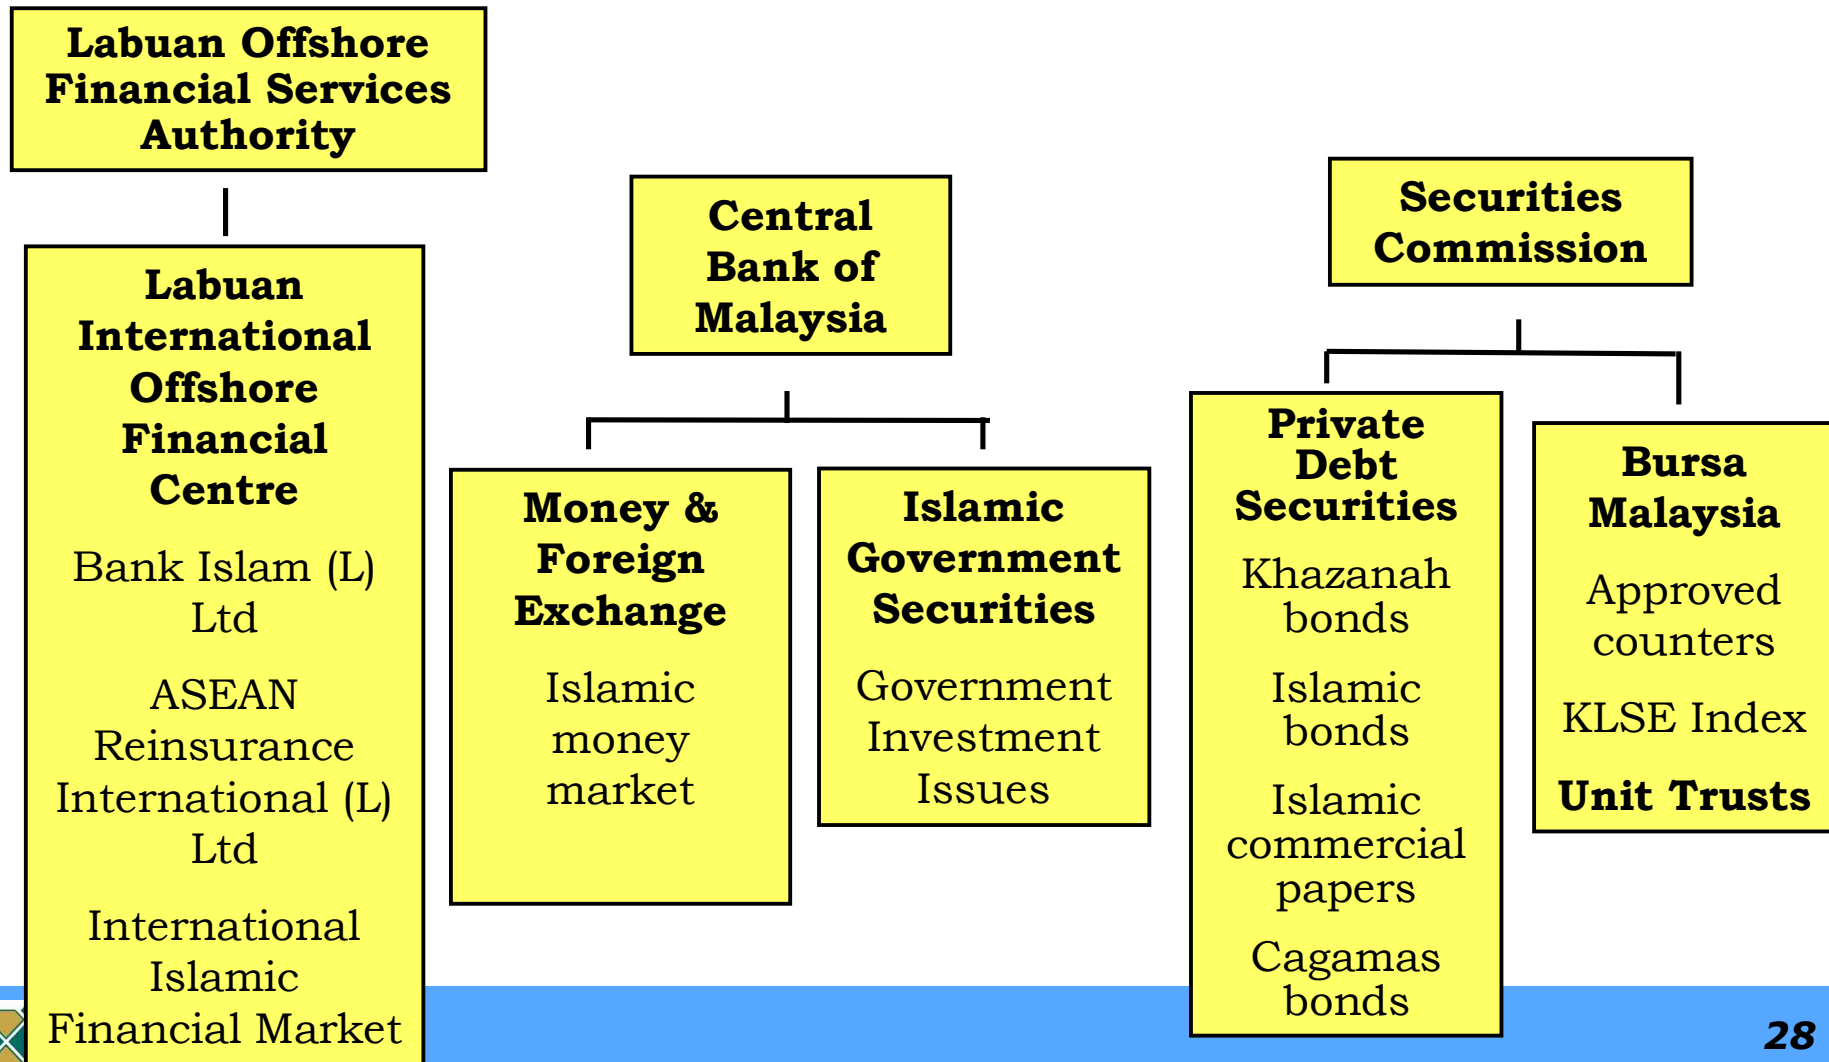 Labuan Offshore
Financial Services
Authority
Labuan
International
Offshore
Financial
Centre
Bank Islam (L)
Ltd
ASEAN
Reinsurance
International (L)
Ltd
International
Islamic
Financial Market
Central
Bank of
Malaysia
Money &
Foreign
Exchange
Islamic
money
market
Islamic
Government
Securities
Government
Investment
Issues
Securities
Commission
Private
Debt
Securities
Khazanah
bonds
Islamic
bonds
Islamic
commercial
papers
Cagamas
bonds
Bursa
Malaysia
Approved
counters
KLSE Index
Unit Trusts
28